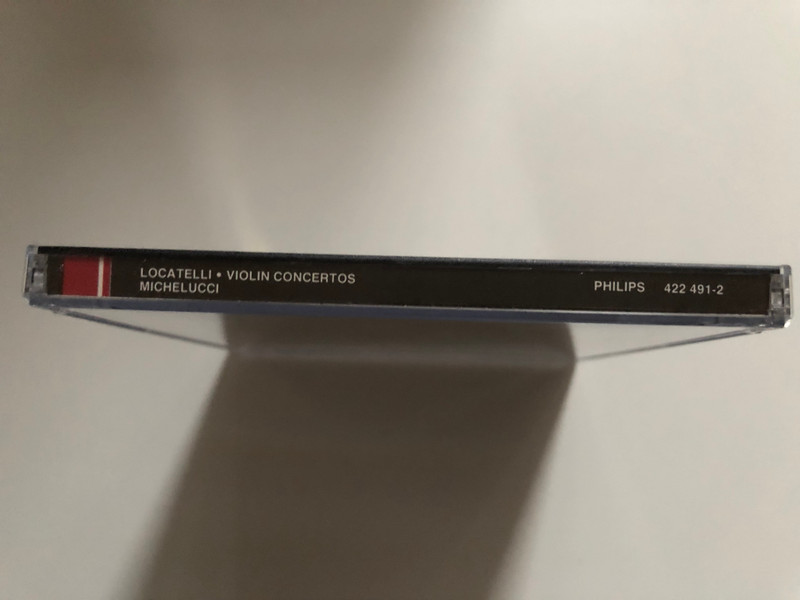 LOCATELLI • VIOLIN CONCERTOS
MICHELUCCI
PHILIPS 422 491-2